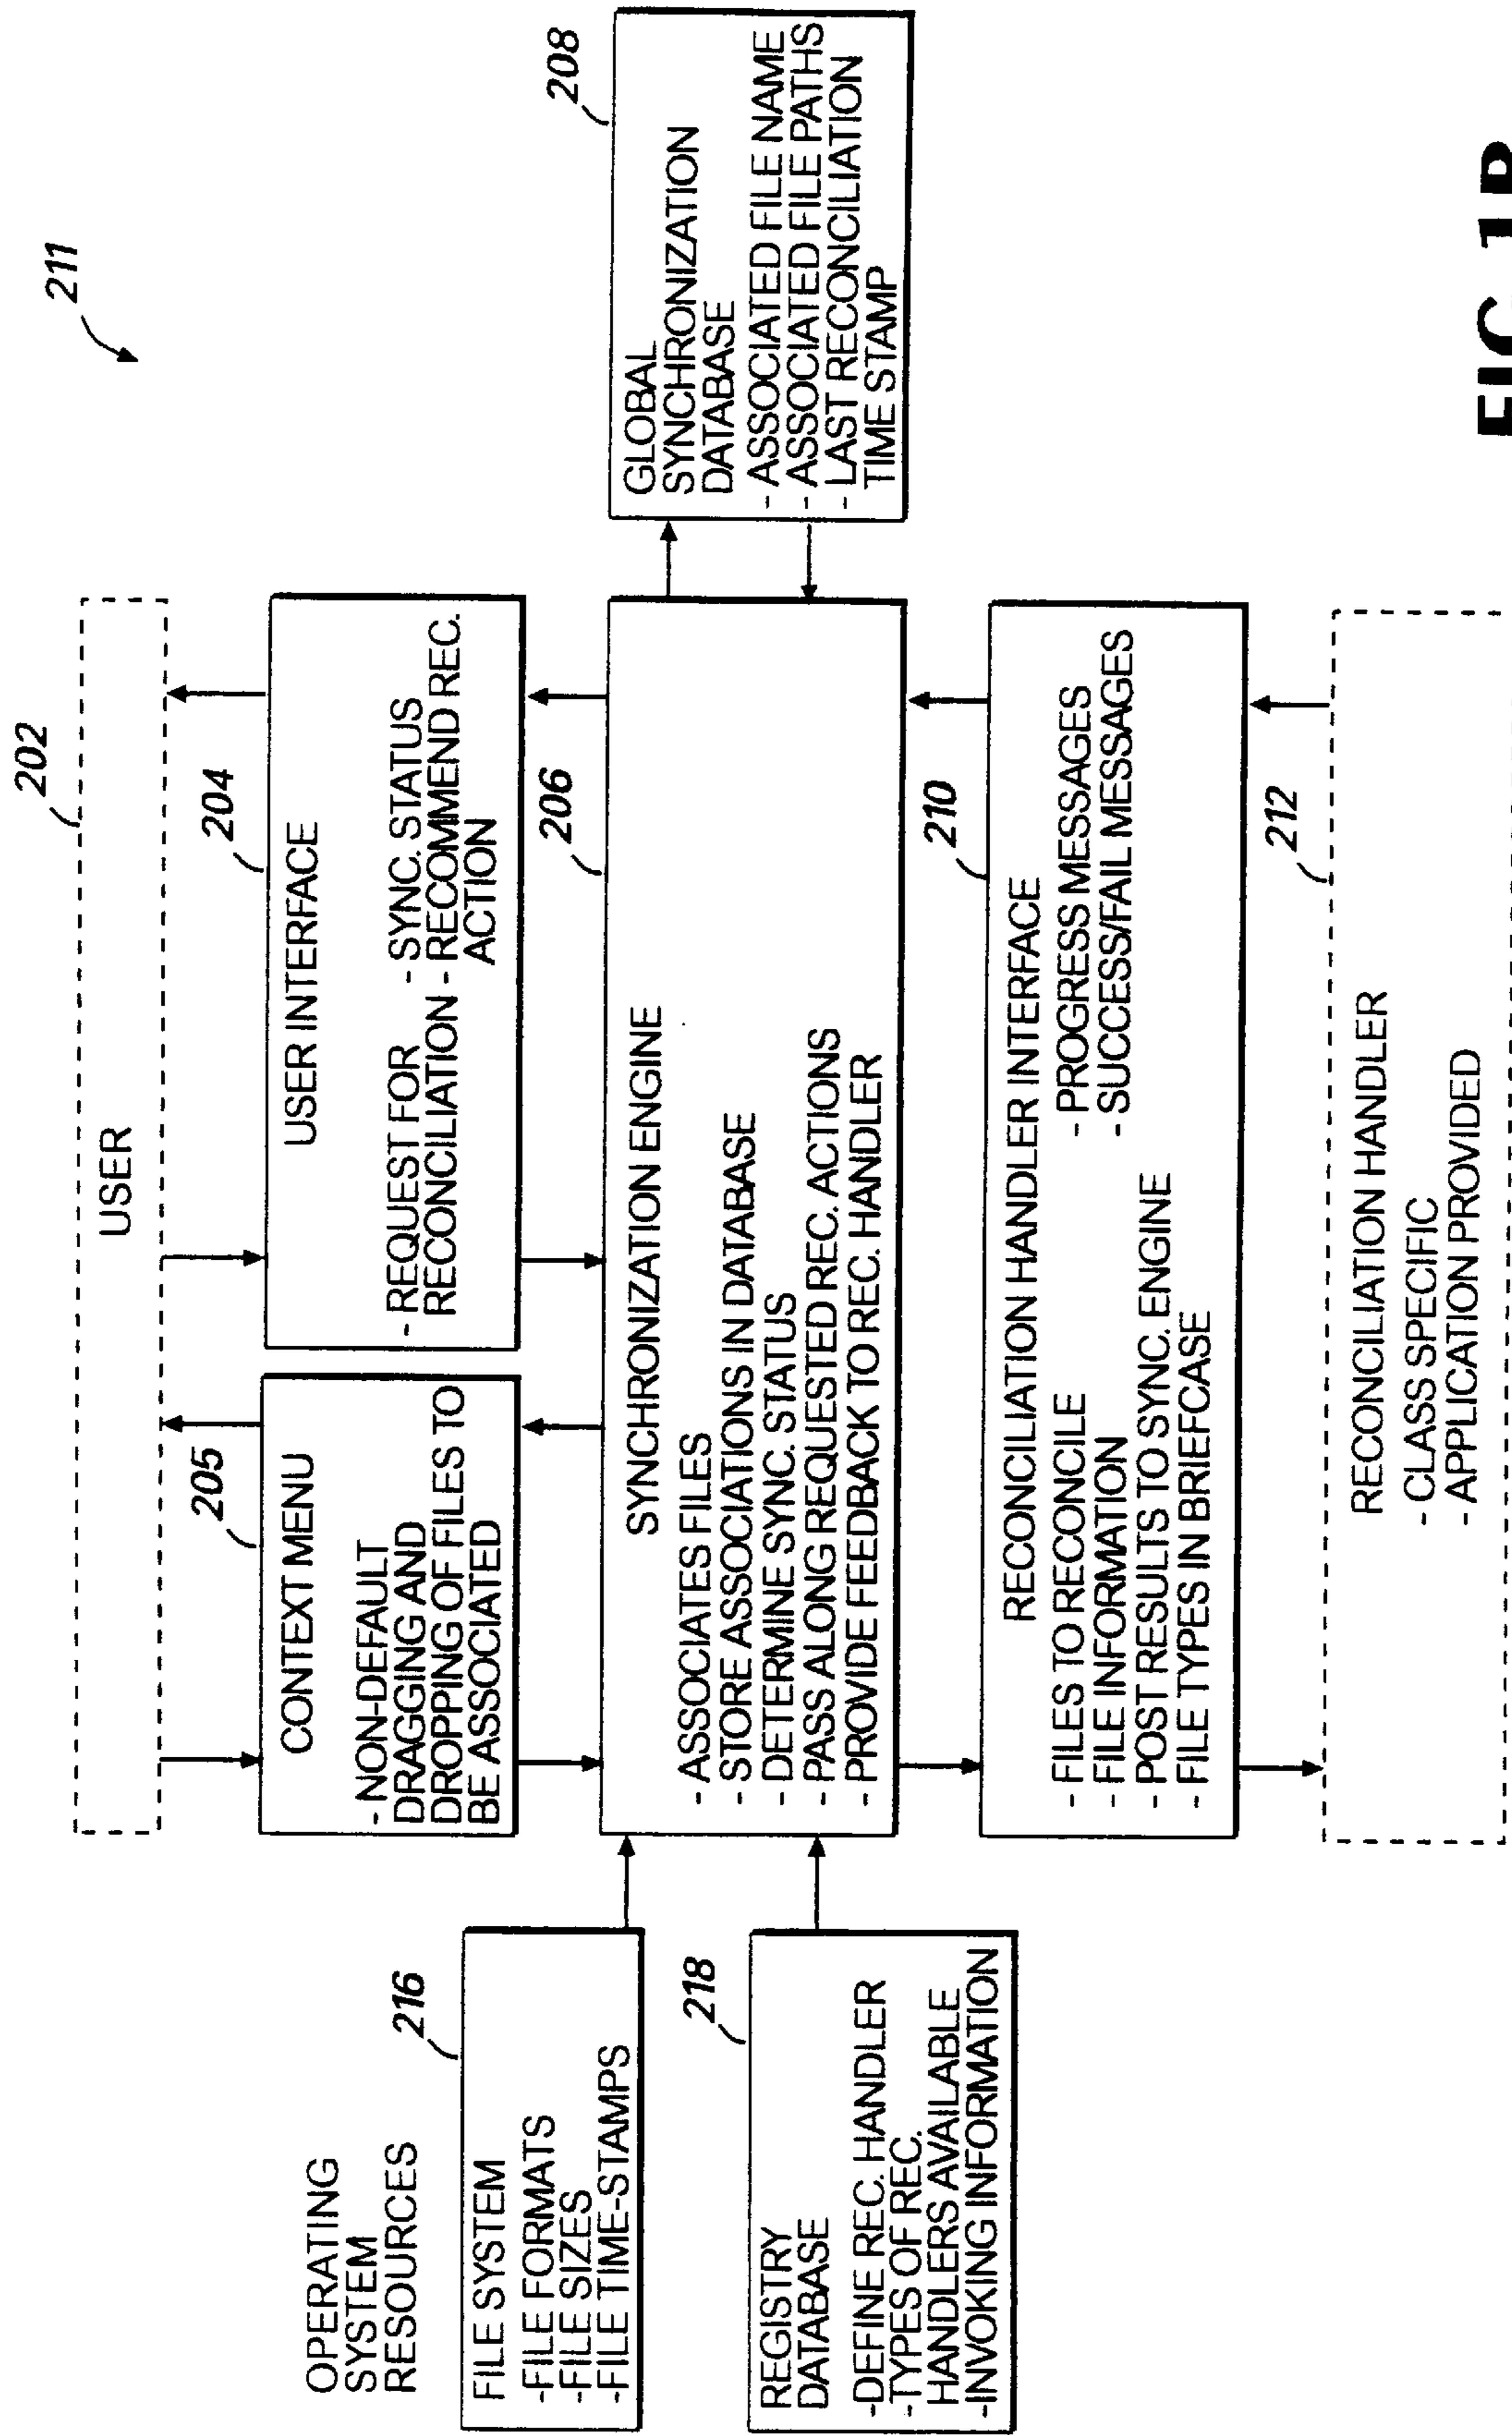 211
202
USER
205
CONTEXT MENU
- NON-DEFAULT
DRAGGING AND
DROPPING OF FILES TO
BE ASSOCIATED
204
USER INTERFACE
- REQUEST FOR
RECONCILIATION
- SYNC. STATUS
- RECOMMEND REC.
ACTION
OPERATING
SYSTEM
RESOURCES
216
FILE SYSTEM
-FILE FORMATS
-FILE SIZES
-FILE TIME-STAMPS
218
REGISTRY
DATABASE
-DEFINE REC. HANDLER
-TYPES OF REC.
HANDLERS AVAILABLE
-INVOKING INFORMATION
206
SYNCHRONIZATION ENGINE
- ASSOCIATES FILES
- STORE ASSOCIATIONS IN DATABASE
- DETERMINE SYNC. STATUS
- PASS ALONG REQUESTED REC. ACTIONS
- PROVIDE FEEDBACK TO REC. HANDLER
208
GLOBAL
SYNCHRONIZATION
DATABASE
- ASSOCIATED FILE NAME
- ASSOCIATED FILE PATHS
- LAST RECONCILIATION
TIME STAMP
210
RECONCILIATION HANDLER INTERFACE
- FILES TO RECONCILE
- FILE INFORMATION
- POST RESULTS TO SYNC. ENGINE
- FILE TYPES IN BRIEFCASE
- PROGRESS MESSAGES
- SUCCESS/FAIL MESSAGES
212
RECONCILIATION HANDLER
- CLASS SPECIFIC
- APPLICATION PROVIDED
FIG. 1B